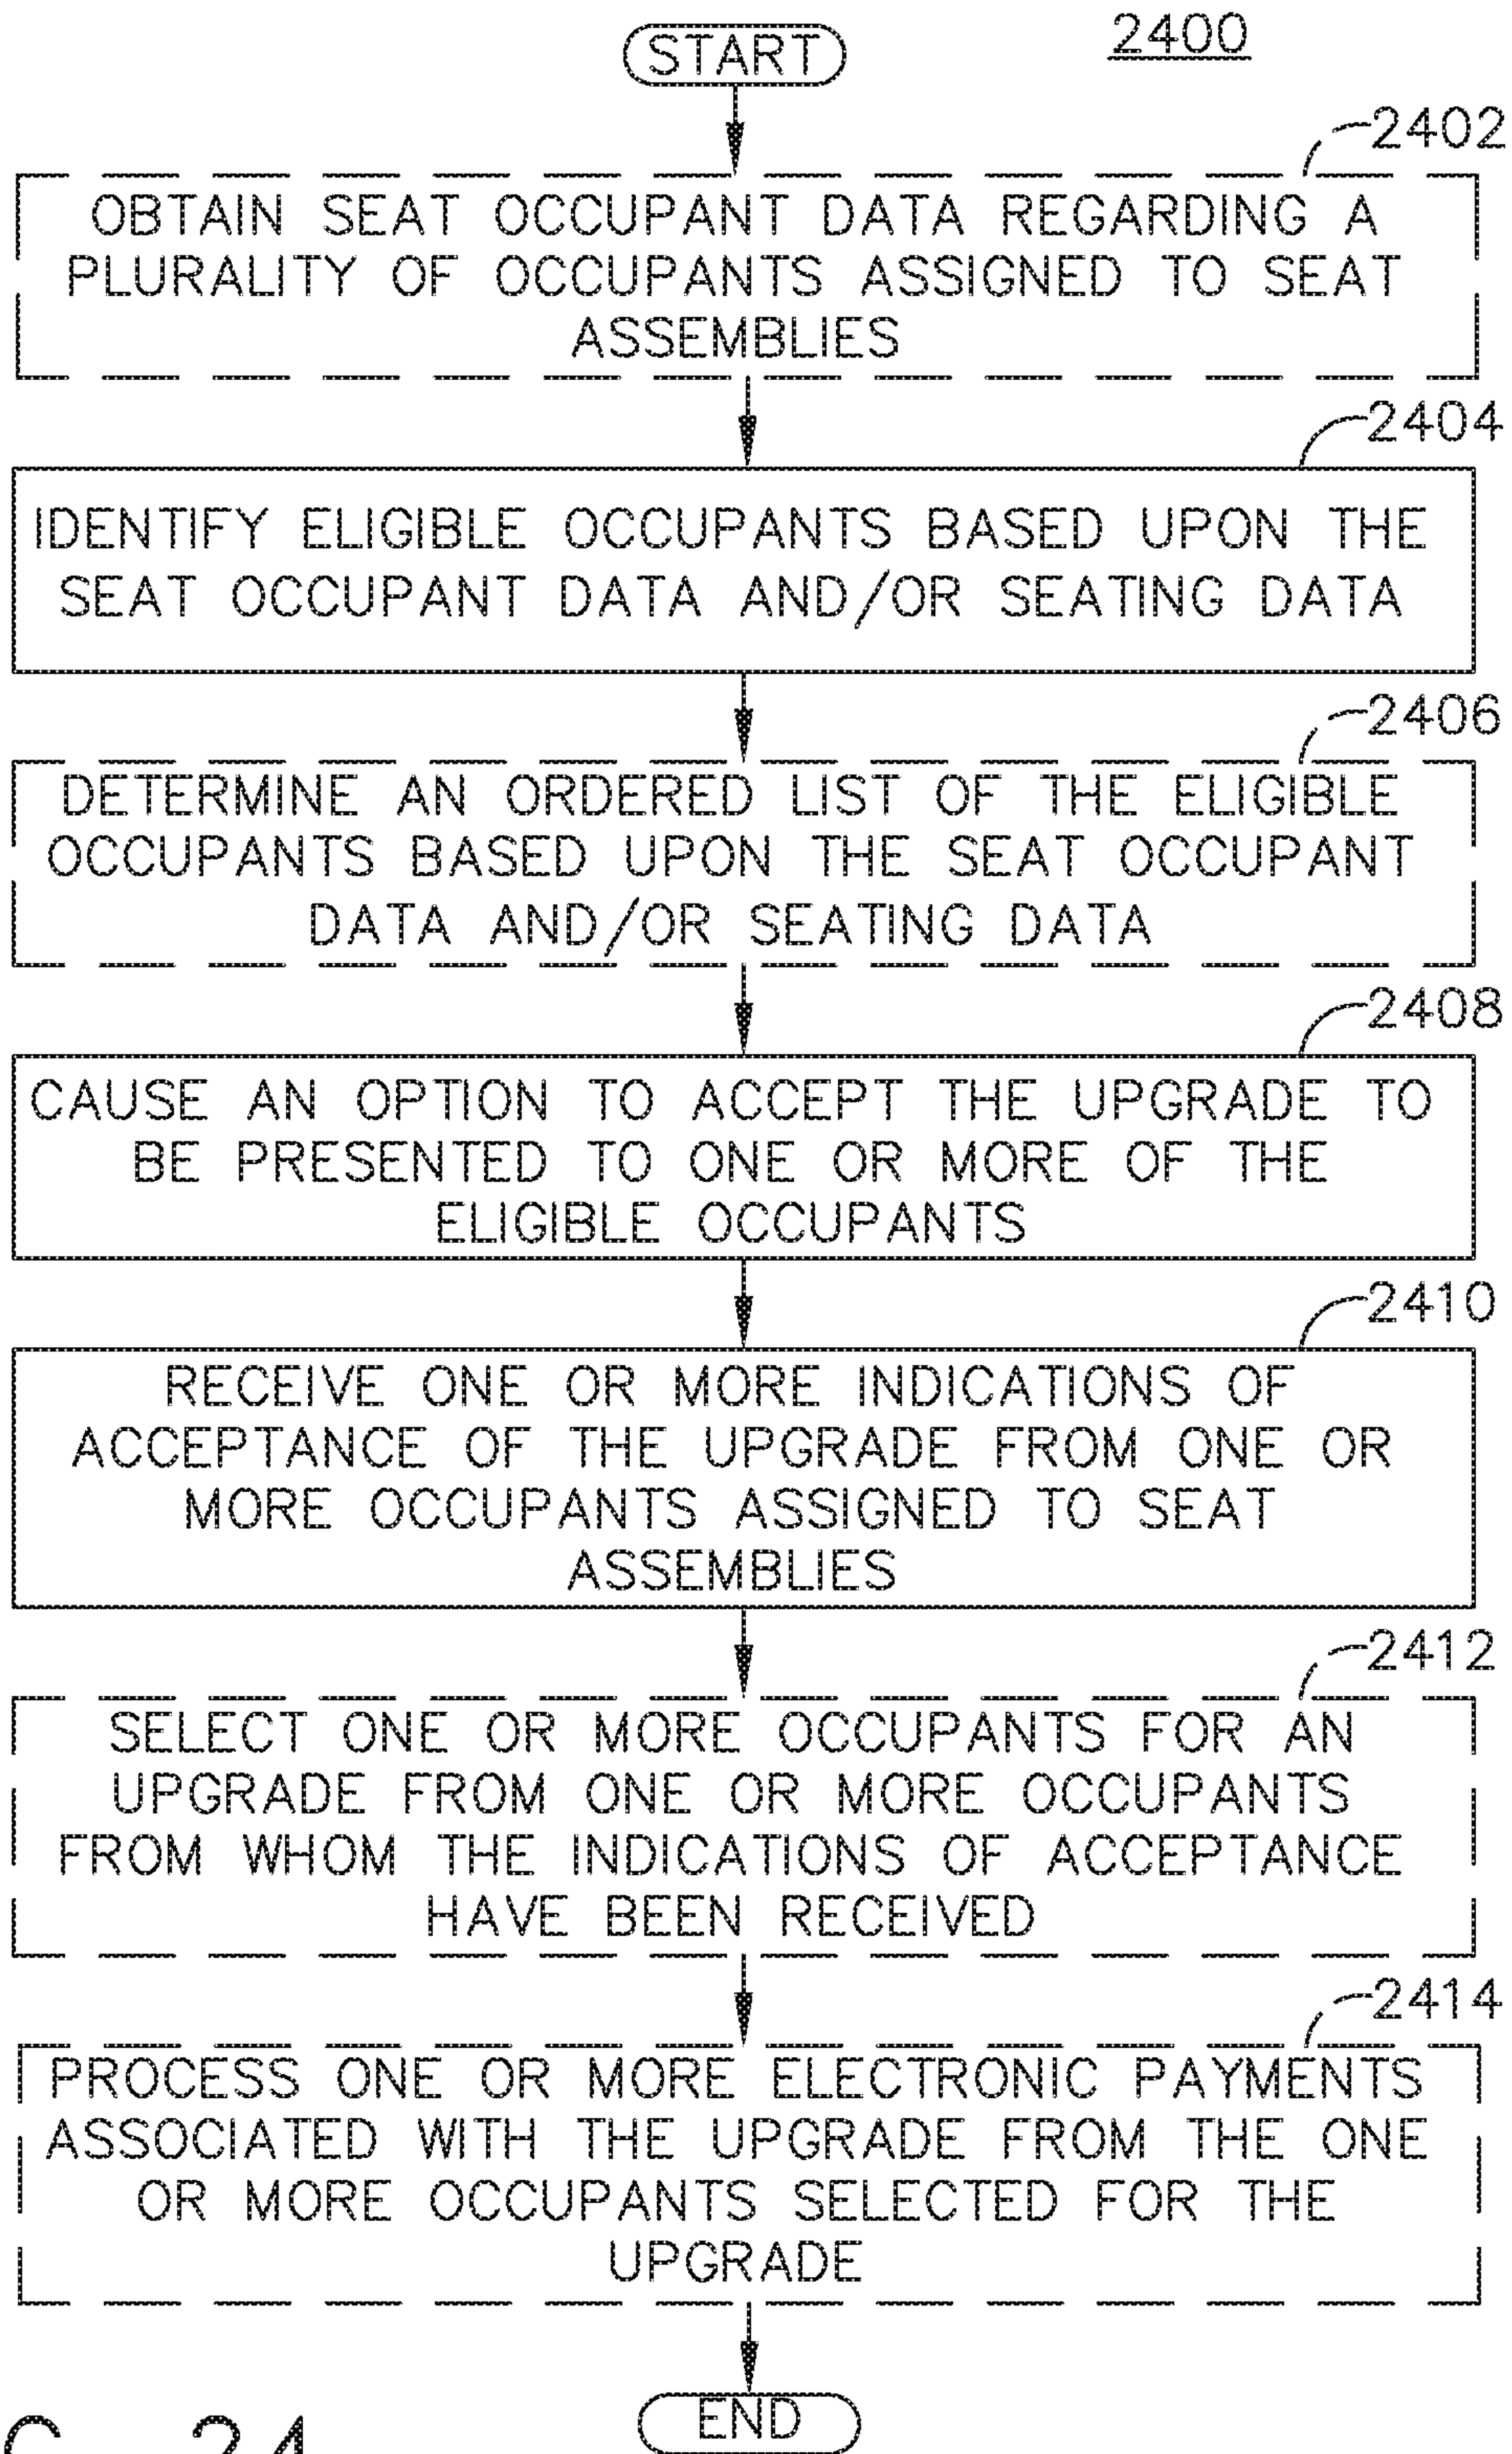 START
2400
2402
OBTAIN SEAT OCCUPANT DATA REGARDING A
PLURALITY OF OCCUPANTS ASSIGNED TO SEAT
ASSEMBLIES
2404
IDENTIFY ELIGIBLE OCCUPANTS BASED UPON THE
SEAT OCCUPANT DATA AND/OR SEATING DATA
2406
DETERMINE AN ORDERED LIST OF THE ELIGIBLE
OCCUPANTS BASED UPON THE SEAT OCCUPANT
DATA AND/OR SEATING DATA
2408
CAUSE AN OPTION TO ACCEPT THE UPGRADE TO
BE PRESENTED TO ONE OR MORE OF THE
ELIGIBLE OCCUPANTS
2410
RECEIVE ONE OR MORE INDICATIONS OF
ACCEPTANCE OF THE UPGRADE FROM ONE OR
MORE OCCUPANTS ASSIGNED TO SEAT
ASSEMBLIES
2412
SELECT ONE OR MORE OCCUPANTS FOR AN
UPGRADE FROM ONE OR MORE OCCUPANTS
FROM WHOM THE INDICATIONS OF ACCEPTANCE
HAVE BEEN RECEIVED
2414
PROCESS ONE OR MORE ELECTRONIC PAYMENTS
ASSOCIATED WITH THE UPGRADE FROM THE ONE
OR MORE OCCUPANTS SELECTED FOR THE
UPGRADE
END
24